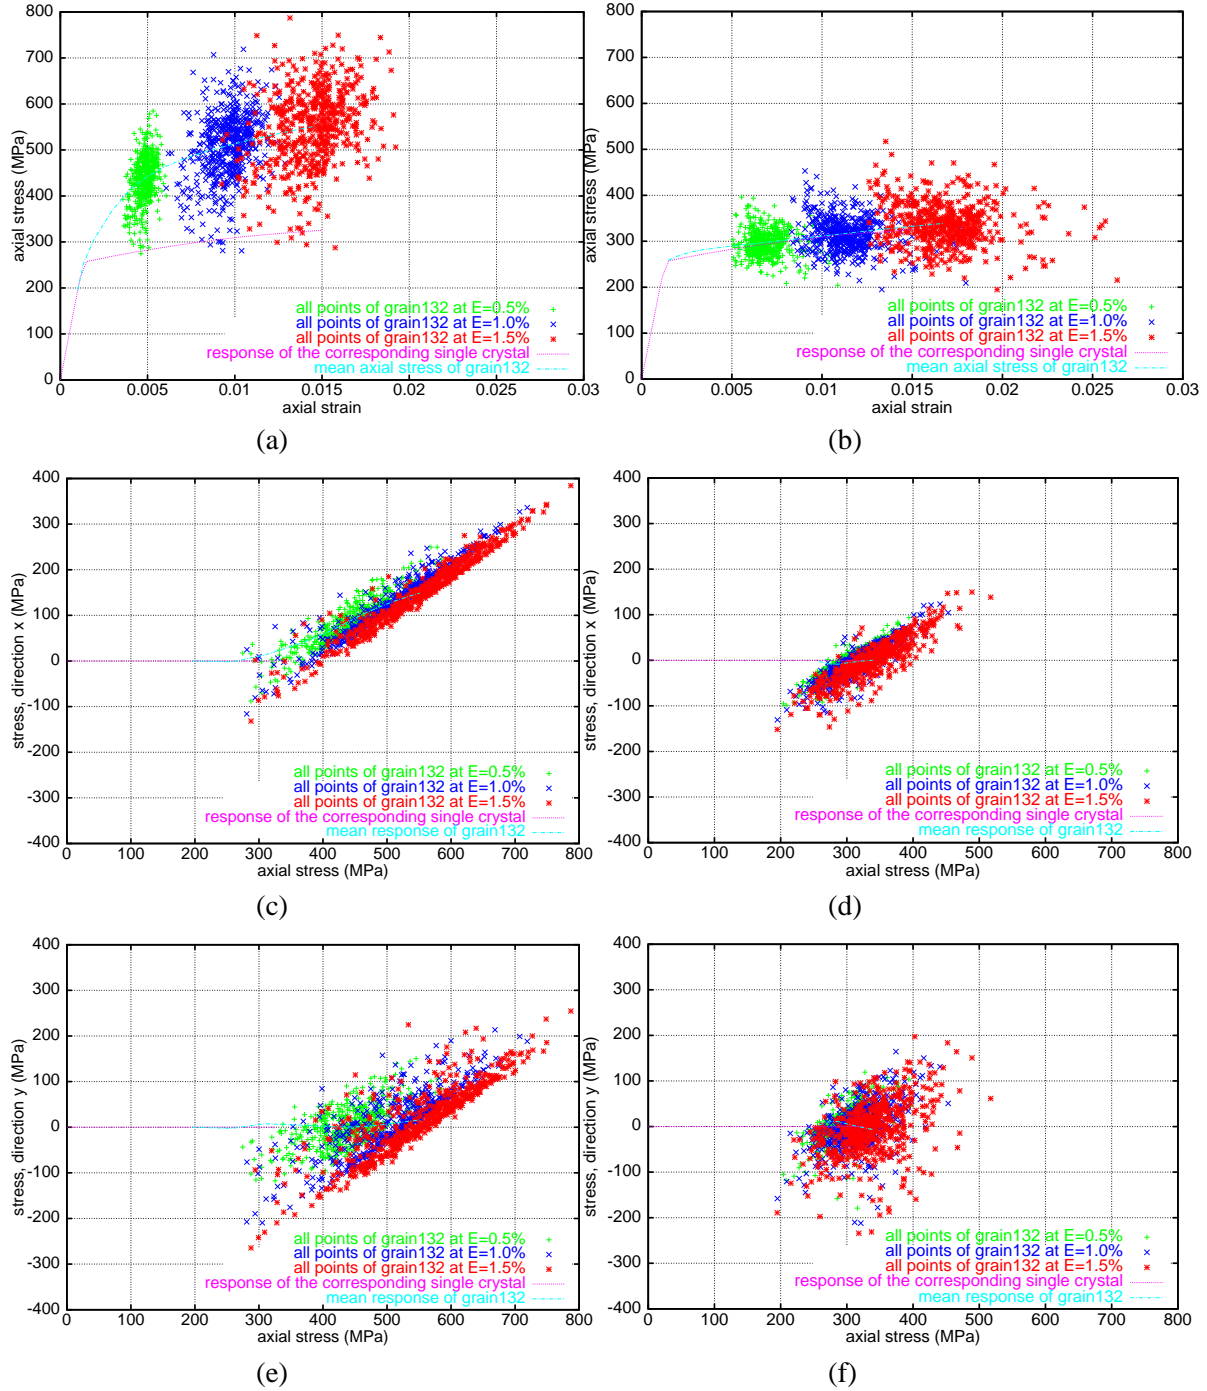 800
700
600
500
400
300
200
100
0
axial stress (MPa)
all points of grain132 at E=0.5%
all points of grain132 at E=1.0%
all points of grain132 at E=1.5%
response of the corresponding single crystal
mean axial stress of grain132
0 0.005 0.01 0.015 0.02 0.025 0.03
axial strain
(a)
800
700
600
500
400
300
200
100
0
axial stress (MPa)
all points of grain132 at E=0.5%
all points of grain132 at E=1.0%
all points of grain132 at E=1.5%
response of the corresponding single crystal
mean axial stress of grain132
0 0.005 0.01 0.015 0.02 0.025 0.03
axial strain
(b)
400
300
200
100
0
-100
-200
-300
-400
stress, direction x (MPa)
all points of grain132 at E=0.5%
all points of grain132 at E=1.0%
all points of grain132 at E=1.5%
response of the corresponding single crystal
mean response of grain132
0 100 200 300 400 500 600 700 800
axial stress (MPa)
(c)
400
300
200
100
0
-100
-200
-300
-400
stress, direction x (MPa)
all points of grain132 at E=0.5%
all points of grain132 at E=1.0%
all points of grain132 at E=1.5%
response of the corresponding single crystal
mean response of grain132
0 100 200 300 400 500 600 700 800
axial stress (MPa)
(d)
400
300
200
100
0
-100
-200
-300
-400
stress, direction y (MPa)
all points of grain132 at E=0.5%
all points of grain132 at E=1.0%
all points of grain132 at E=1.5%
response of the corresponding single crystal
mean response of grain132
0 100 200 300 400 500 600 700 800
axial stress (MPa)
(e)
400
300
200
100
0
-100
-200
-300
-400
stress, direction y (MPa)
all points of grain132 at E=0.5%
all points of grain132 at E=1.0%
all points of grain132 at E=1.5%
response of the corresponding single crystal
mean response of grain132
0 100 200 300 400 500 600 700 800
axial stress (MPa)
(f)